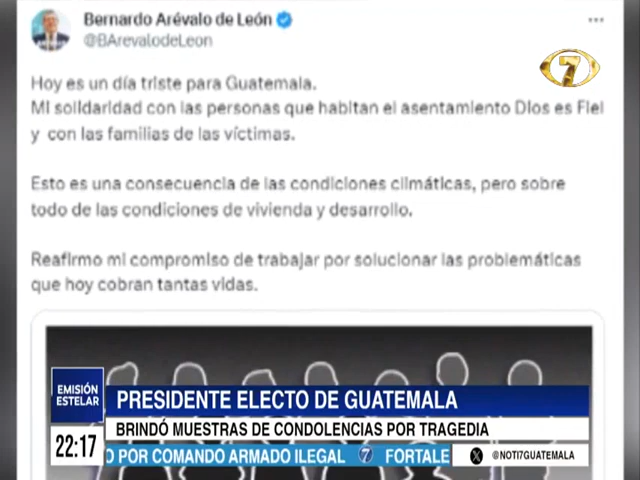 Bernardo Arévalo de León
@BArevalodeLeon
7
Hoy es un día triste para Guatemala.
Mi solidaridad con las personas que habitan el asentamiento Dios es Fiel
y con las familias de las víctimas.
Esto es una consecuencia de las condiciones climáticas, pero sobre
todo de las condiciones de vivienda y desarrollo.
Reafirmo mi compromiso de trabajar por solucionar las problemáticas
que hoy cobran tantas vidas.
EMISIÓN
ESTELAR
PRESIDENTE ELECTO DE GUATEMALA
BRINDÓ MUESTRAS DE CONDOLENCIAS POR TRAGEDIA
22:17
O POR COMANDO ARMADO ILEGAL 7 FORTALE
X @NOTI7GUATEMALA